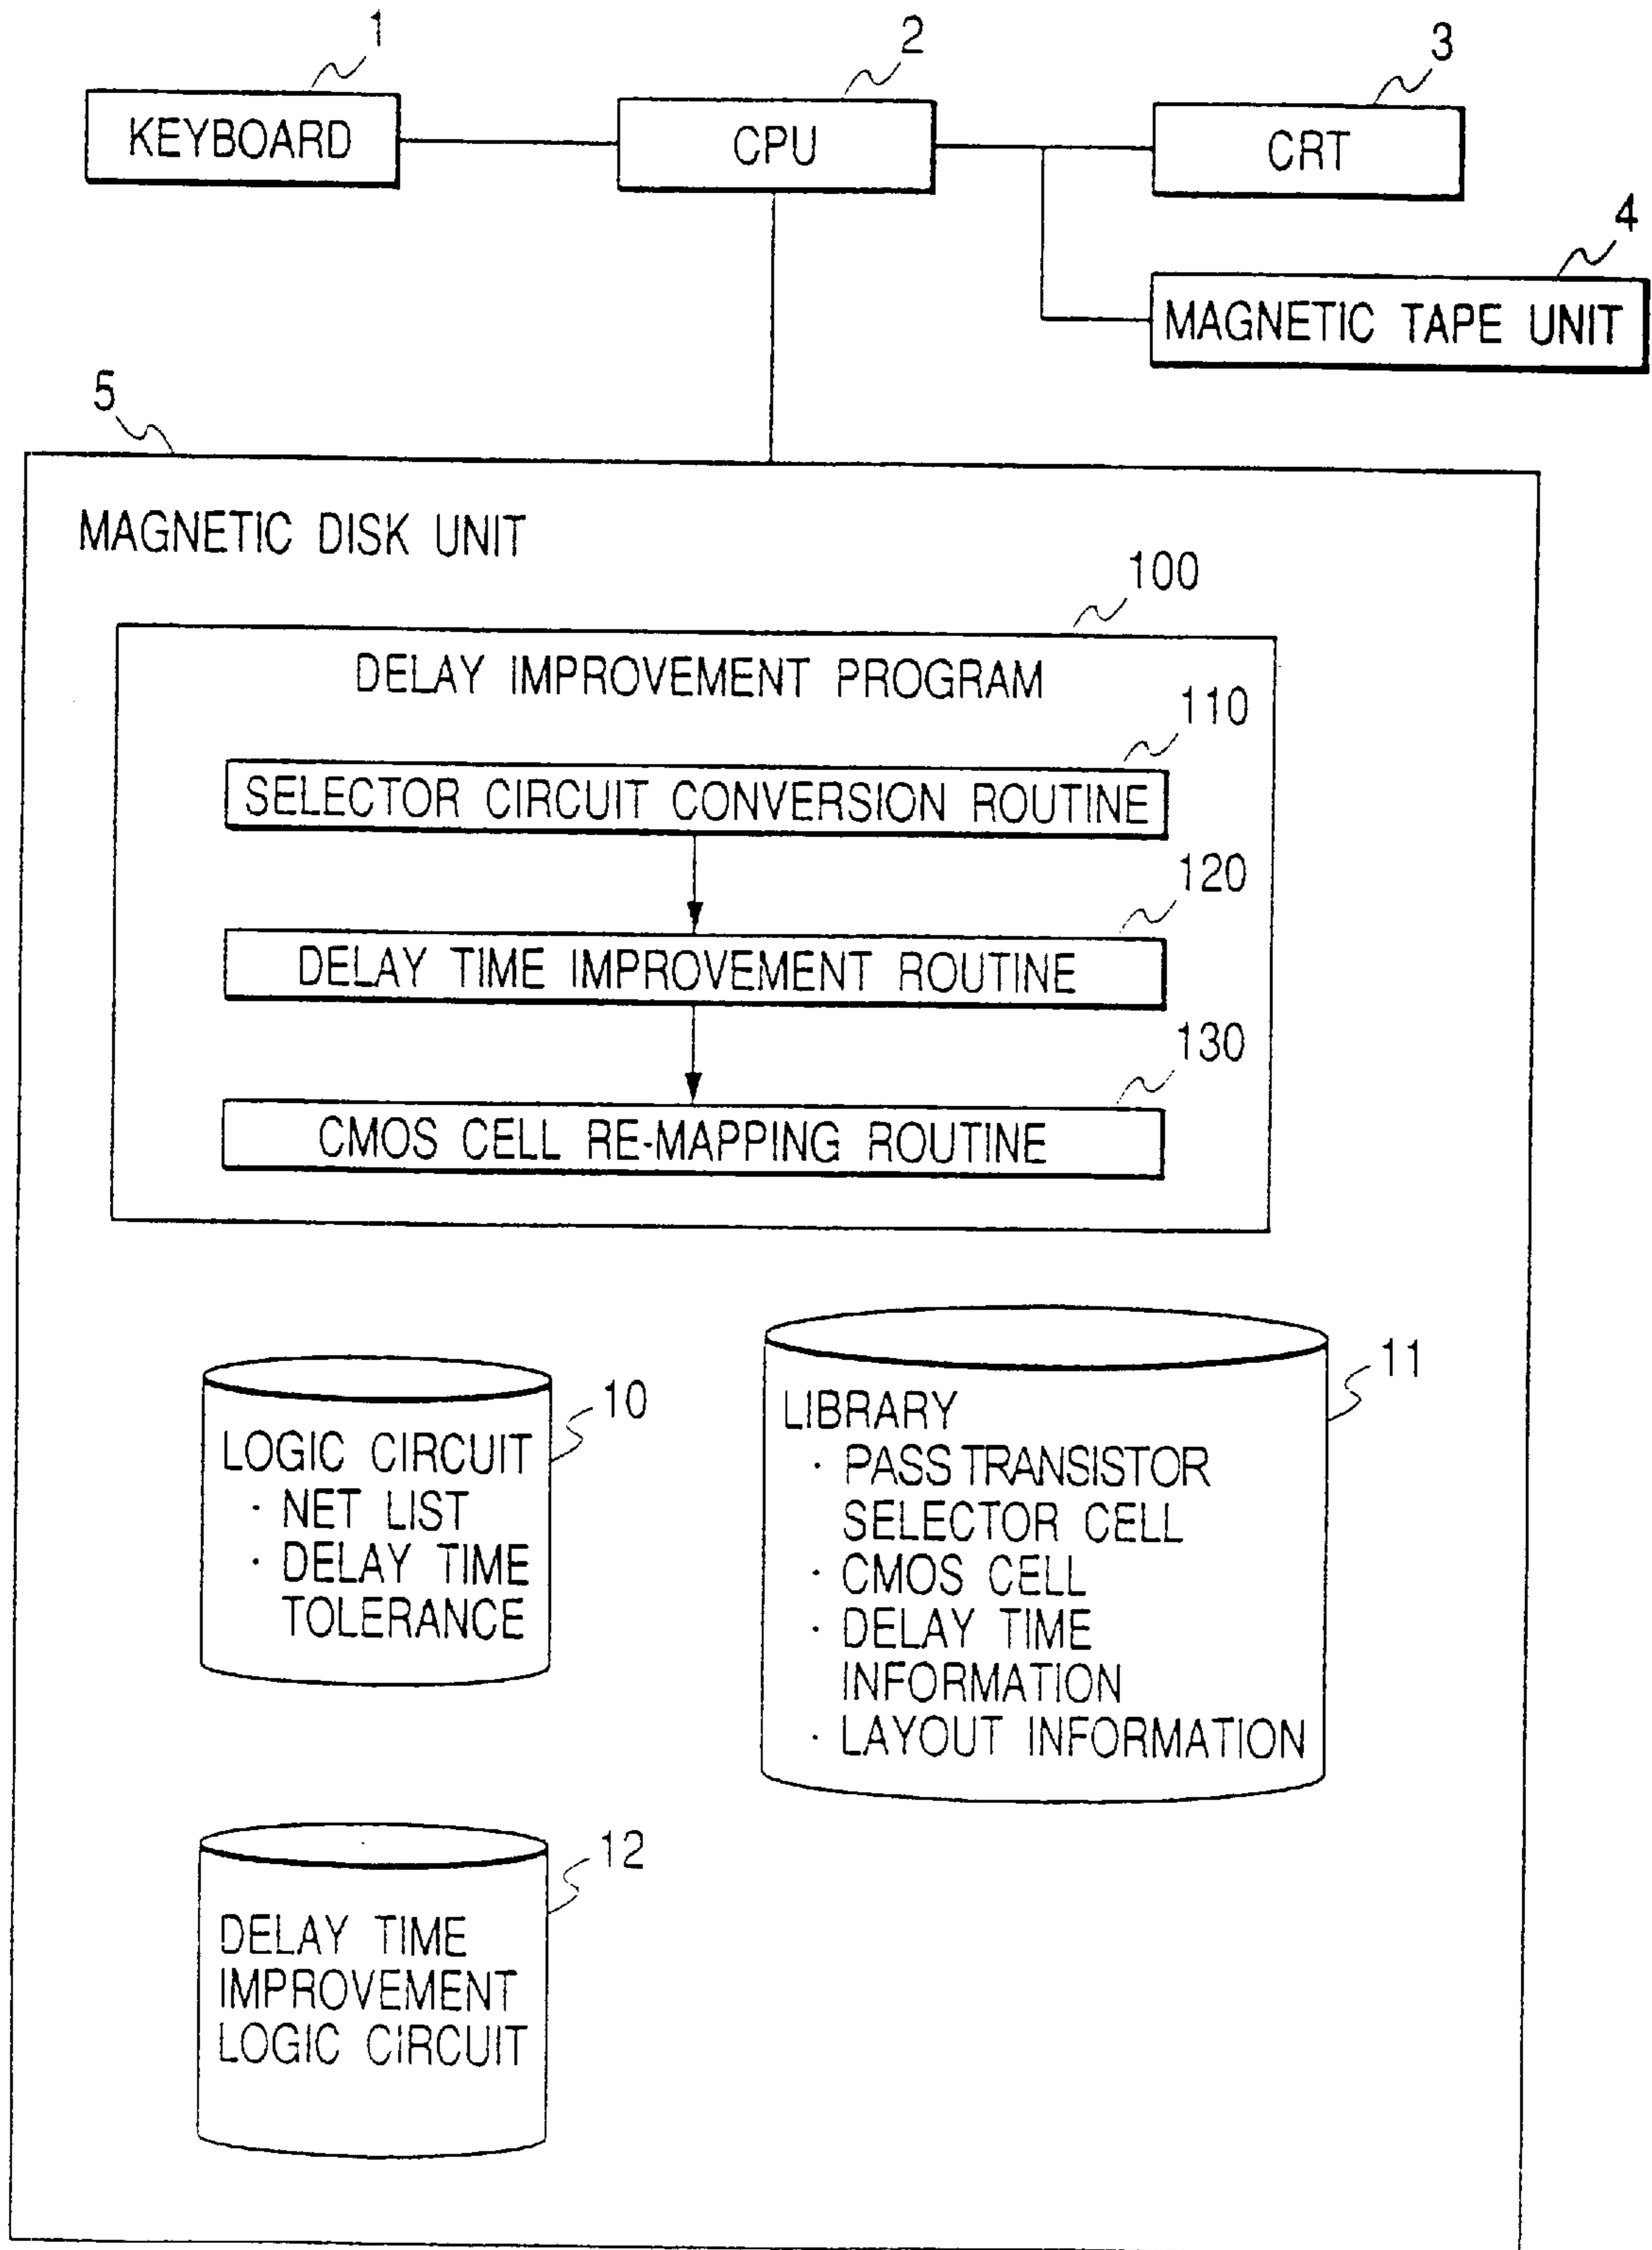 1
2
3
KEYBOARD
CPU
CRT
4
MAGNETIC TAPE UNIT
5
MAGNETIC DISK UNIT
100
DELAY IMPROVEMENT PROGRAM
110
SELECTOR CIRCUIT CONVERSION ROUTINE
120
DELAY TIME IMPROVEMENT ROUTINE
130
CMOS CELL RE-MAPPING ROUTINE
10
LOGIC CIRCUIT
· NET LIST
· DELAY TIME
TOLERANCE
11
LIBRARY
· PASS TRANSISTOR
SELECTOR CELL
· CMOS CELL
· DELAY TIME
INFORMATION
· LAYOUT INFORMATION
12
DELAY TIME
IMPROVEMENT
LOGIC CIRCUIT